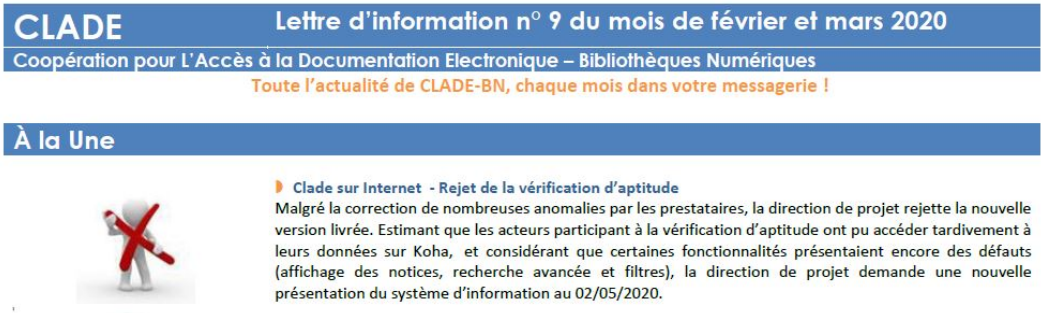 CLADE
Lettre d'information n° 9 du mois de février et mars 2020
Coopération pour L'Accès à la Documentation Electronique – Bibliothèques Numériques
Toute l'actualité de CLADE-BN, chaque mois dans votre messagerie !
À la Une
Clade sur Internet - Rejet de la vérification d'aptitude
Malgré la correction de nombreuses anomalies par les prestataires, la direction de projet rejette la nouvelle
version livrée. Estimant que les acteurs participant à la vérification d'aptitude ont pu accéder tardivement à
leurs données sur Koha, et considérant que certaines fonctionnalités présentaient encore des défauts
(affichage des notices, recherche avancée et filtres), la direction de projet demande une nouvelle
présentation du système d'information au 02/05/2020.